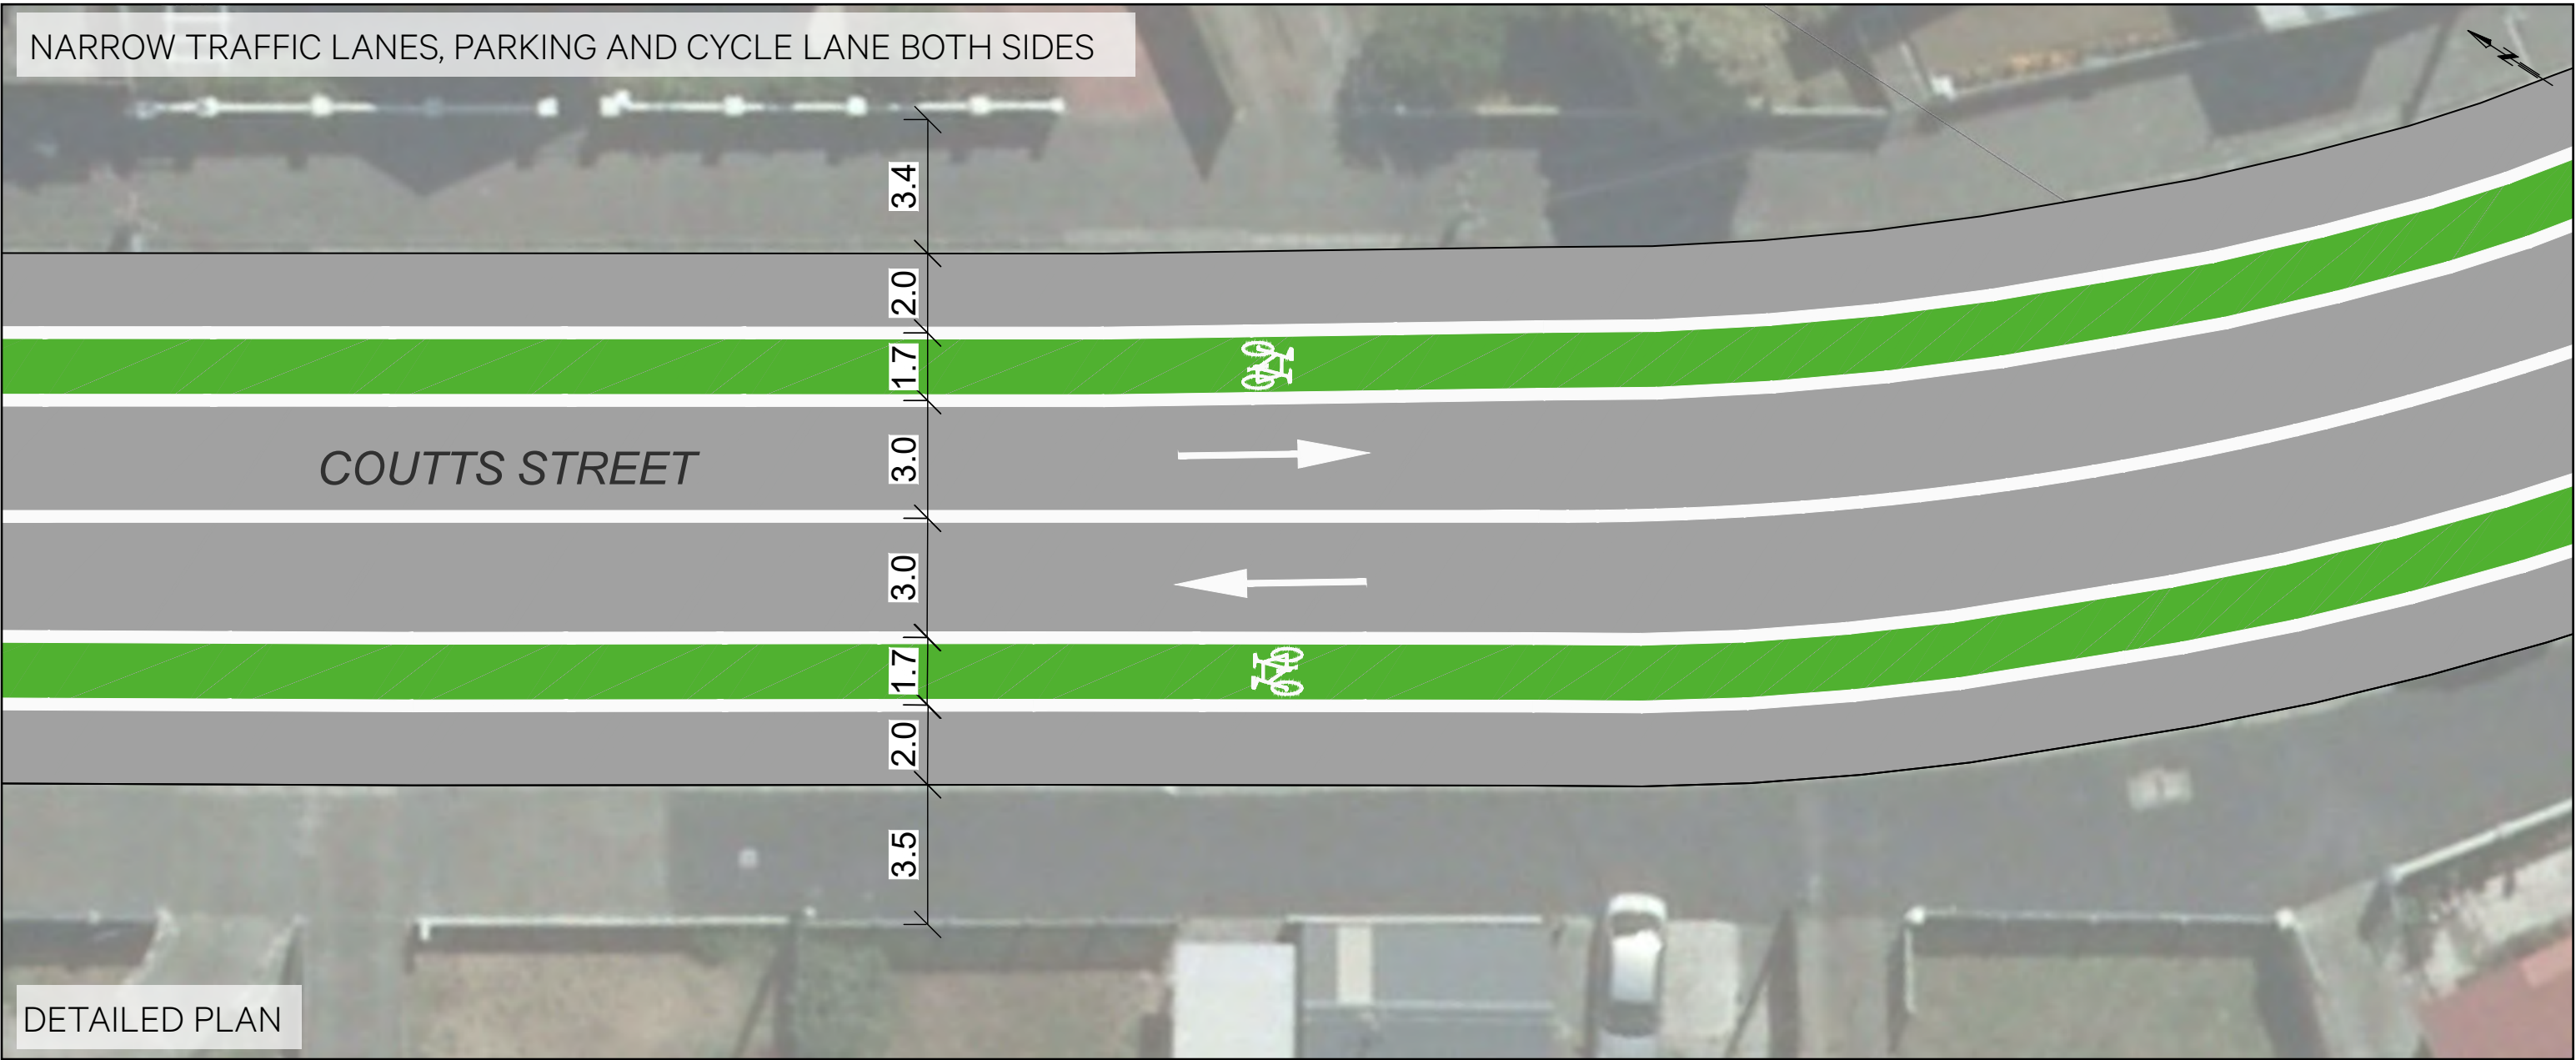 NARROW TRAFFIC LANES, PARKING AND CYCLE LANE BOTH SIDES
N
3.4
2.0
1.7
COUTTS STREET
3.0
3.0
1.7
2.0
3.5
DETAILED PLAN